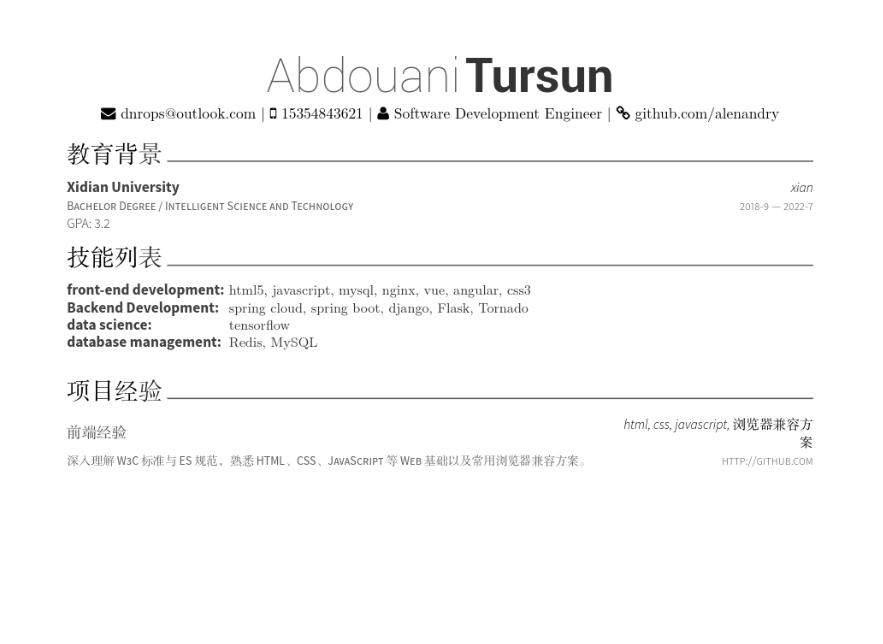 Abdouani Tursun
dnrops@outlook.com | 15354843621 | Software Development Engineer | github.com/alenandry
教育背景
Xidian University xian
Bachelor Degree / Intelligent Science and Technology 2018-9 — 2022-7
GPA: 3.2
技能列表
front-end development: html5, javascript, mysql, nginx, vue, angular, css3
Backend Development: spring cloud, spring boot, django, Flask, Tornado
data science: tensorflow
database management: Redis, MySQL
项目经验
前端经验 html, css, javascript, 浏览器兼容方
案
深入理解 W3C 标准与 ES 规范，熟悉 HTML、CSS、JavaScript 等 Web 基础以及常用浏览器兼容方案。 HTTP://GITHUB.COM